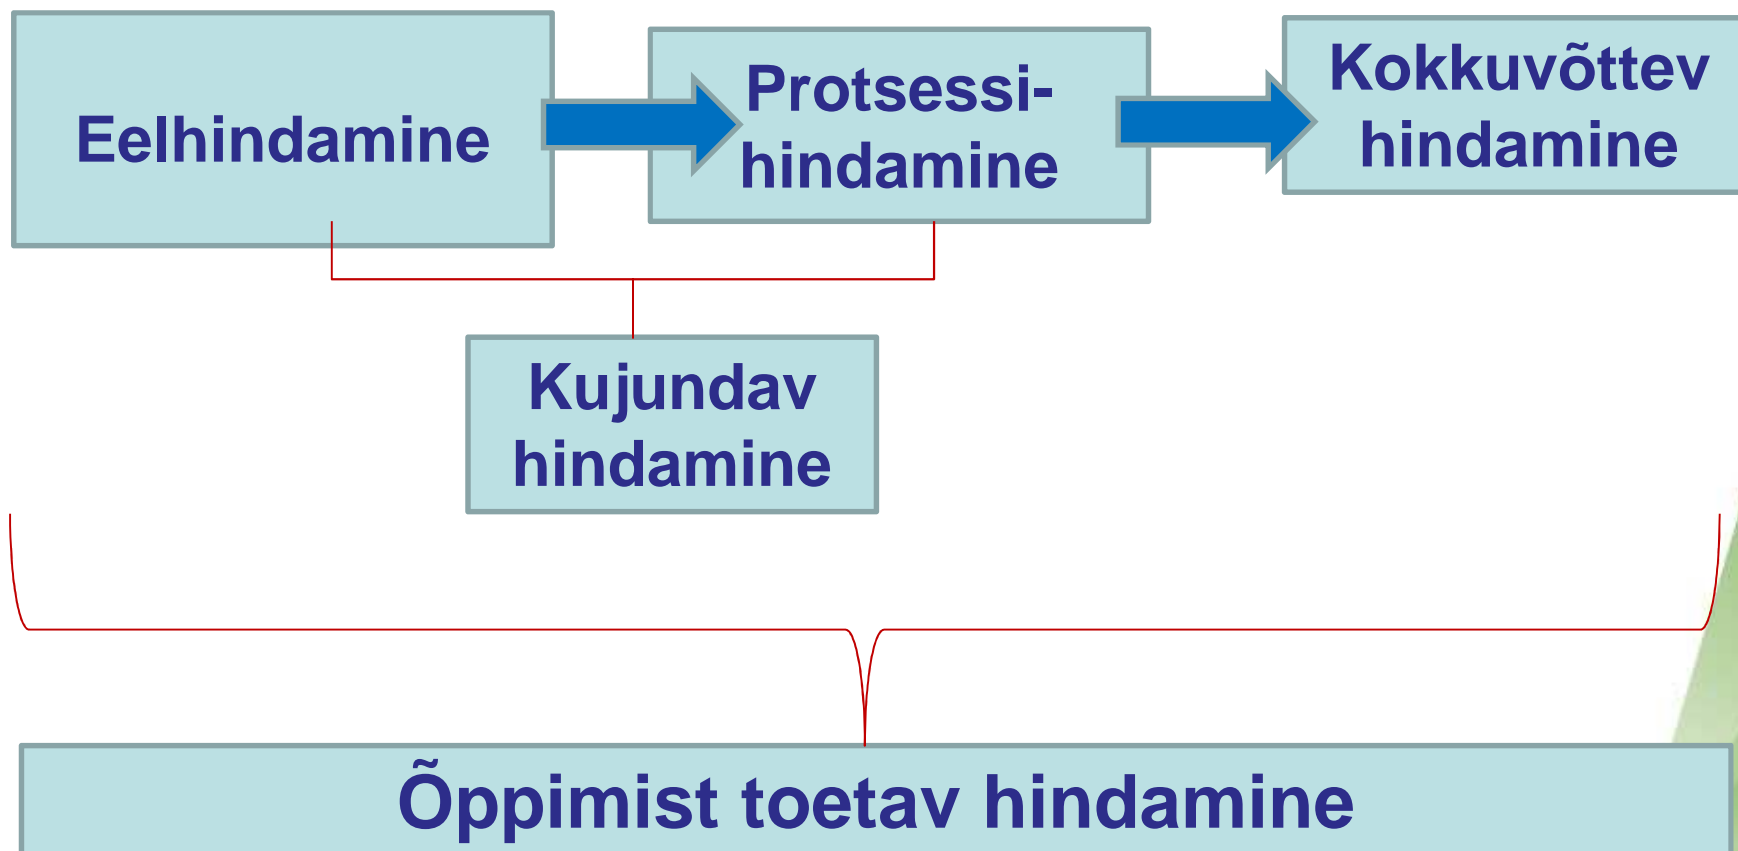 Eelhindamine
Protsessi-
hindamine
Kokkuvõttev
hindamine
Kujundav
hindamine
Õppimist toetav hindamine